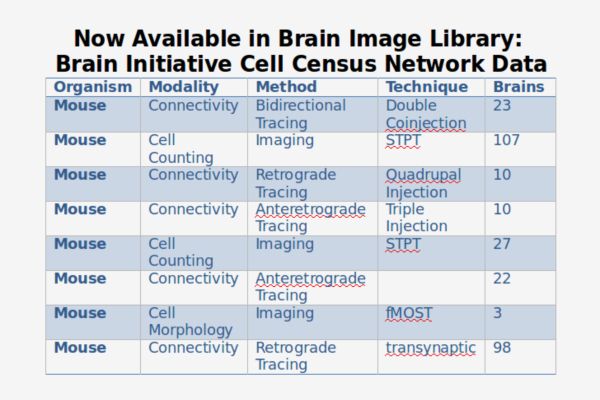 Now Available in Brain Image Library:
Brain Initiative Cell Census Network Data
Organism Modality Method Technique Brains
Mouse Connectivity Bidirectional Double 23
Tracing Coinjection
Mouse Cell Imaging STPT 107
Counting
Mouse Connectivity Retrograde Quadrupal 10
Tracing Injection
Mouse Connectivity Anteretrograde Triple 10
Tracing Injection
Mouse Cell Imaging STPT 27
Counting
Mouse Connectivity Anteretrograde 22
Tracing
Mouse Cell Imaging fMOST 3
Morphology
Mouse Connectivity Retrograde transynaptic 98
Tracing